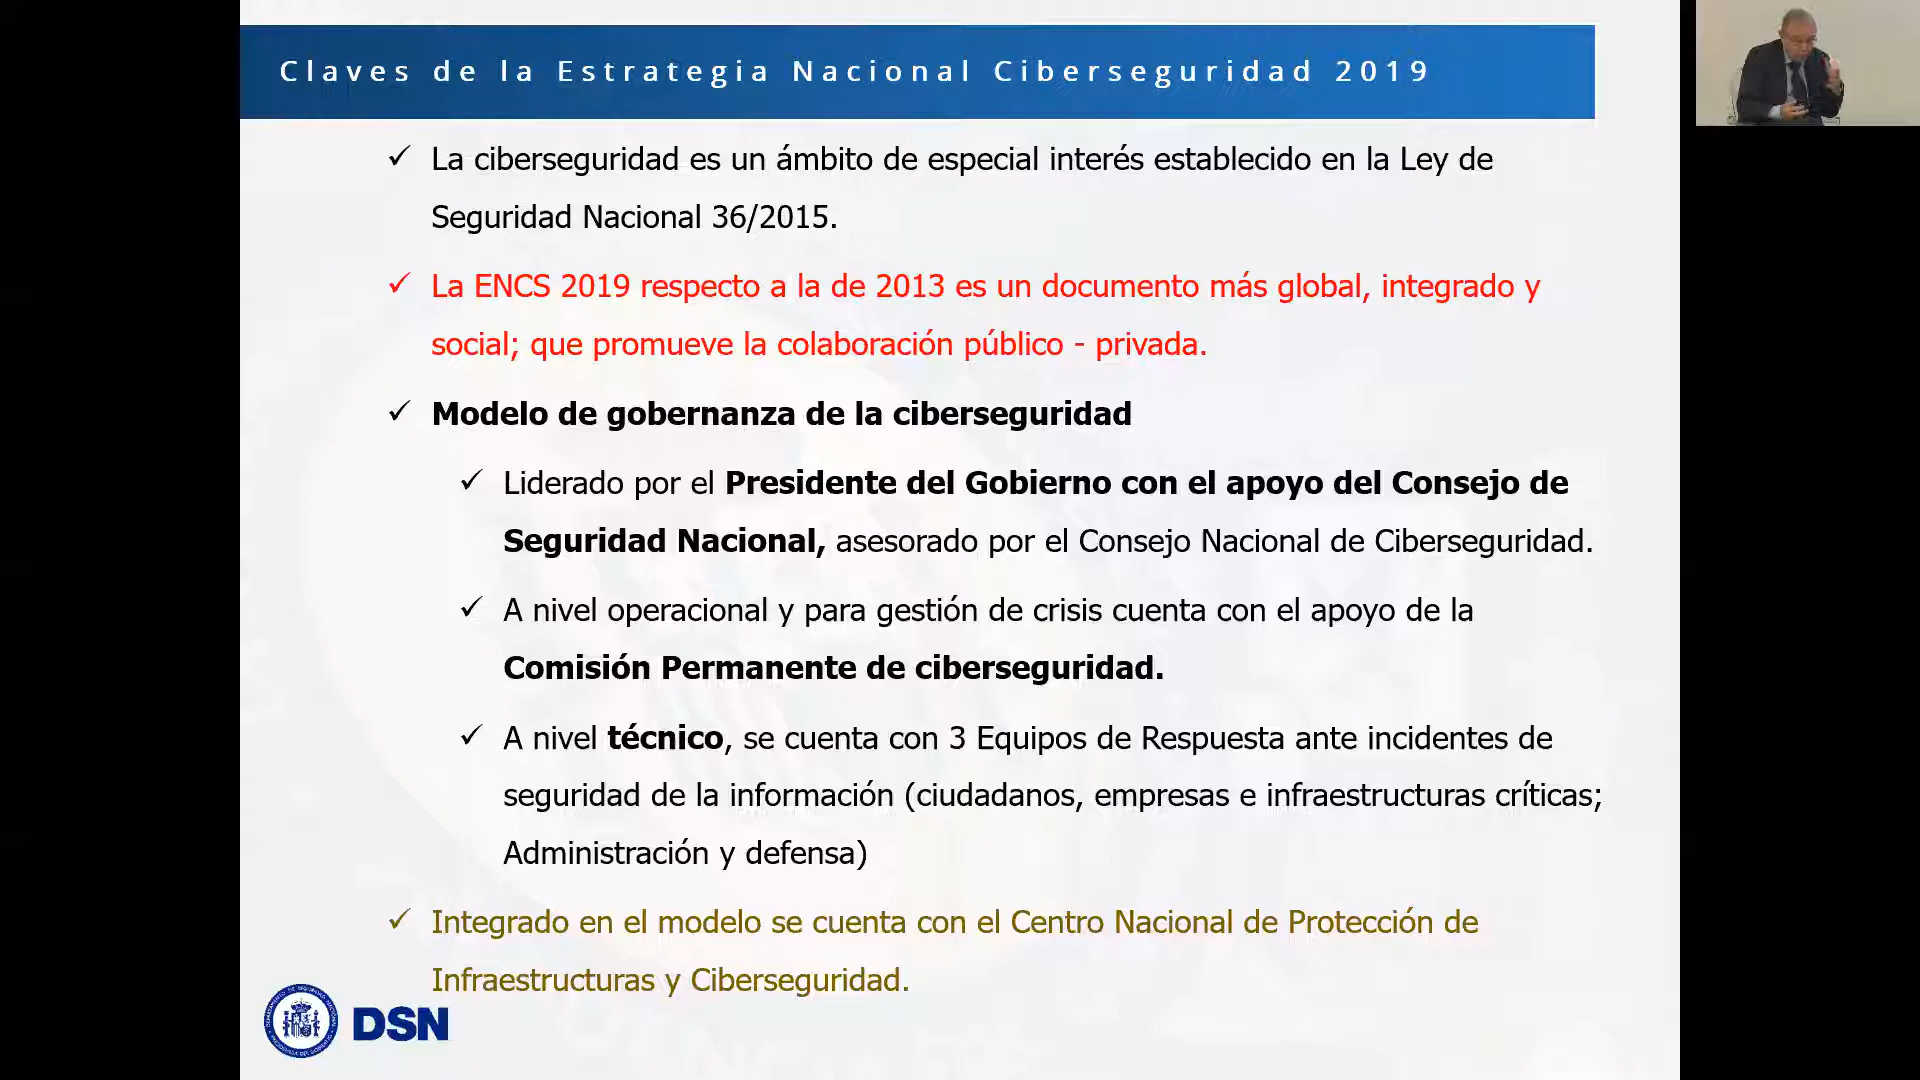 Claves de la Estrategia Nacional Ciberseguridad 2019
✓ La ciberseguridad es un ámbito de especial interés establecido en la Ley de
Seguridad Nacional 36/2015.
✓ La ENCS 2019 respecto a la de 2013 es un documento más global, integrado y
social; que promueve la colaboración público - privada.
✓ Modelo de gobernanza de la ciberseguridad
✓ Liderado por el Presidente del Gobierno con el apoyo del Consejo de
Seguridad Nacional, asesorado por el Consejo Nacional de Ciberseguridad.
✓ A nivel operacional y para gestión de crisis cuenta con el apoyo de la
Comisión Permanente de ciberseguridad.
✓ A nivel técnico, se cuenta con 3 Equipos de Respuesta ante incidentes de
seguridad de la información (ciudadanos, empresas e infraestructuras críticas;
Administración y defensa)
✓ Integrado en el modelo se cuenta con el Centro Nacional de Protección de
Infraestructuras y Ciberseguridad.
DSN